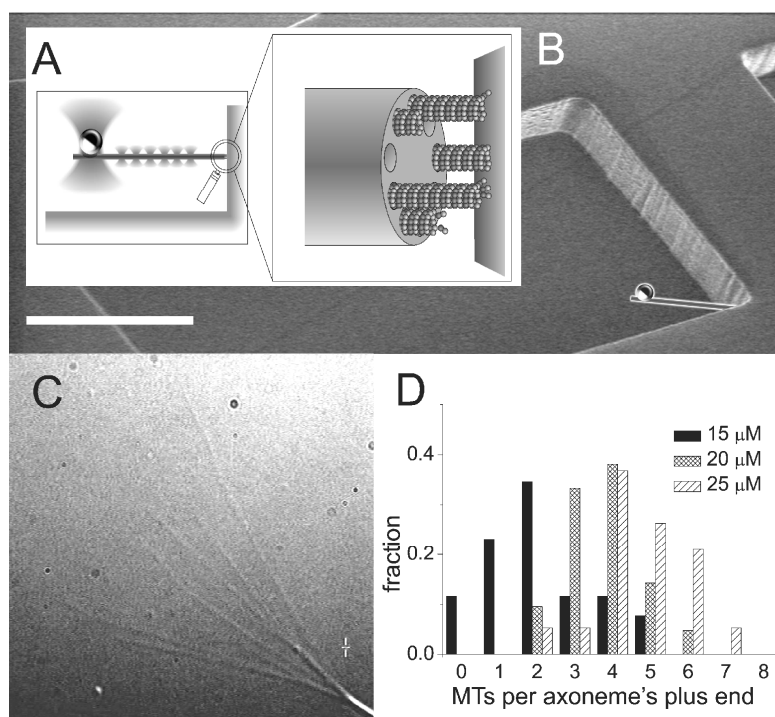 A
B
C
D
15 μM
20 μM
25 μM
0.4
0.2
0.0
fraction
0 1 2 3 4 5 6 7 8
MTs per axoneme's plus end